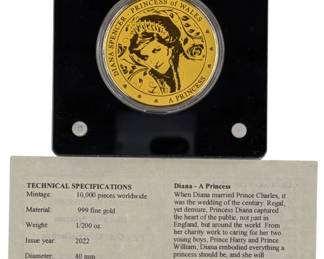 DIANA SPENCER PRINCESS of WALES
A PRINCESS
TECHNICAL SPECIFICATIONS
Mintage: 10,000 pieces worldwide
Material: .999 fine gold
Weight: 1/200 oz.
Issue year: 2022
Diameter: 40 mm
Diana - A Princess
When Diana married Prince Charles, it
was the wedding of the century. Regal,
yet demure, Princess Diana captured
the heart of the public, not just in
England, but around the world. From
her charity work to caring for her two
young boys, Prince Harry and Prince
William, Diana embodied everything a
princess should be, and she will